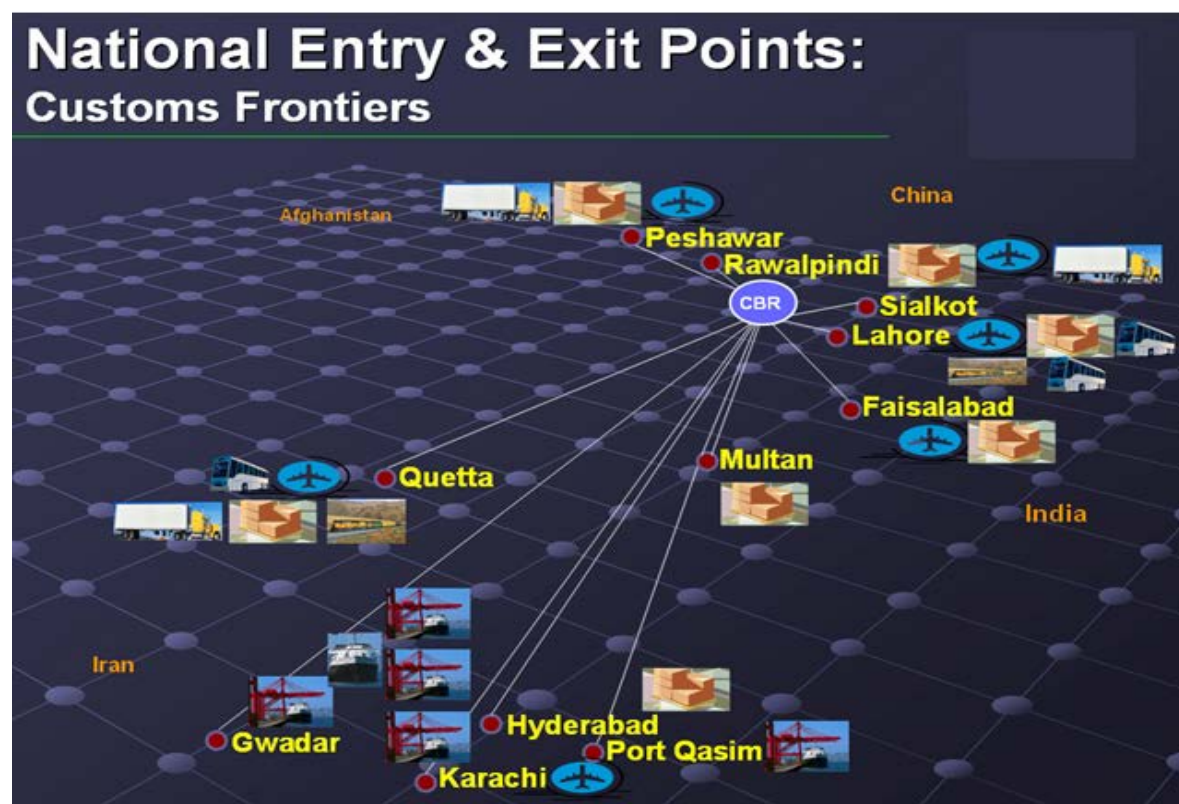 National Entry & Exit Points:
Customs Frontiers
China
Afghanistan
Peshawar
Rawalpindi
CBR
Sialkot
Lahore
Faisalabad
Multan
Quetta
India
Iran
Hyderabad
Gwadar
Port Qasim
Karachi